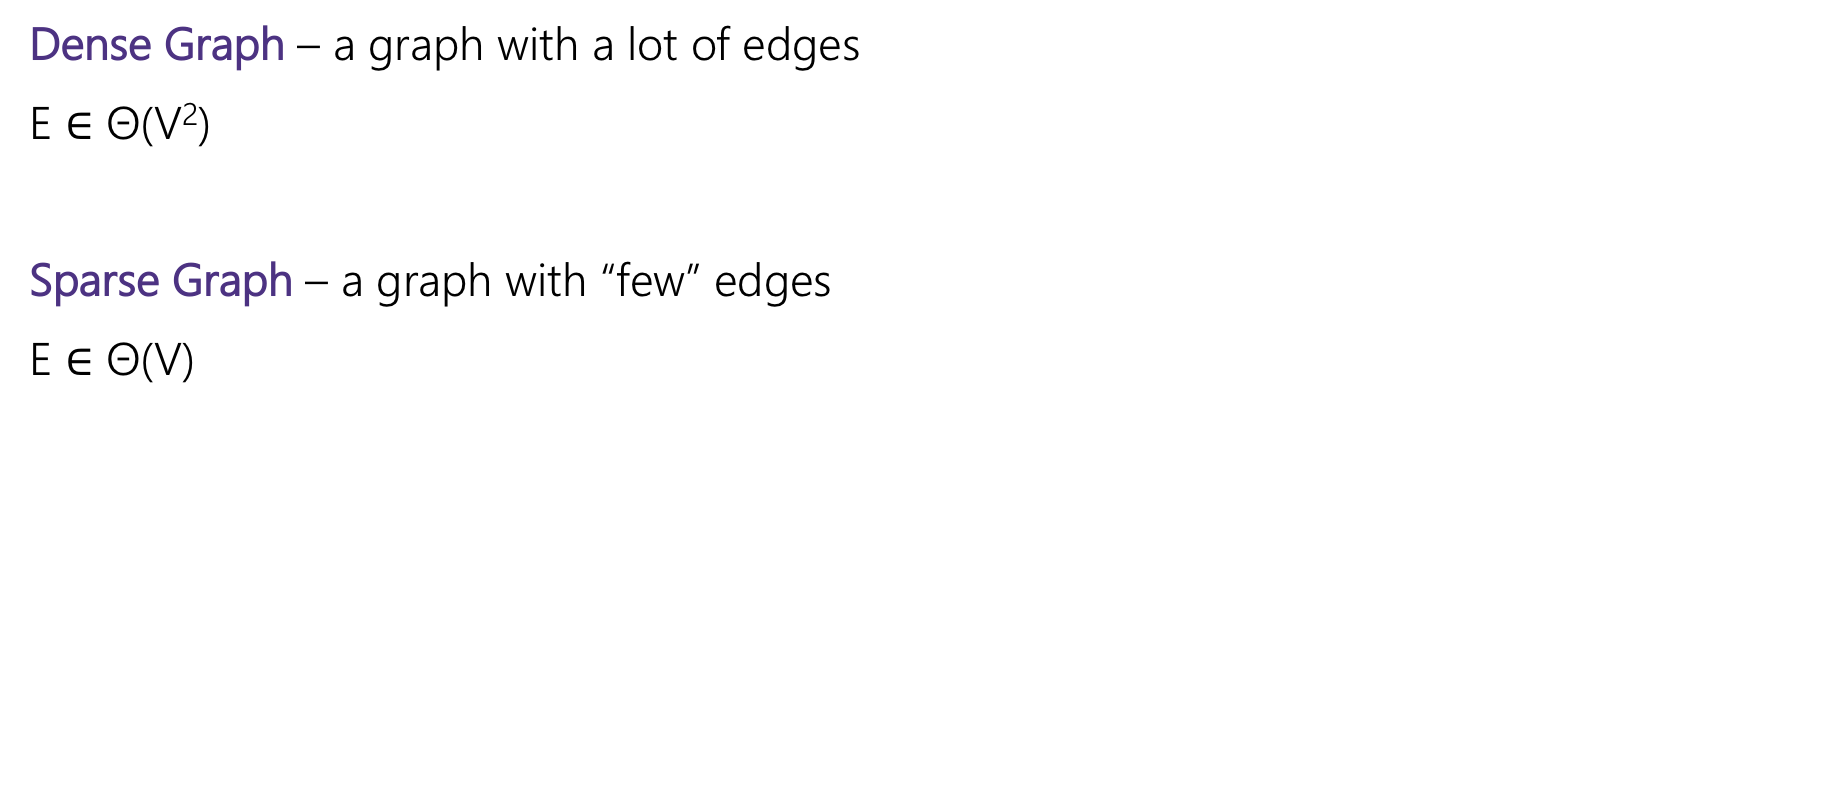 Dense Graph – a graph with a lot of edges
E ∈ Θ(V²)
Sparse Graph – a graph with “few” edges
E ∈ Θ(V)